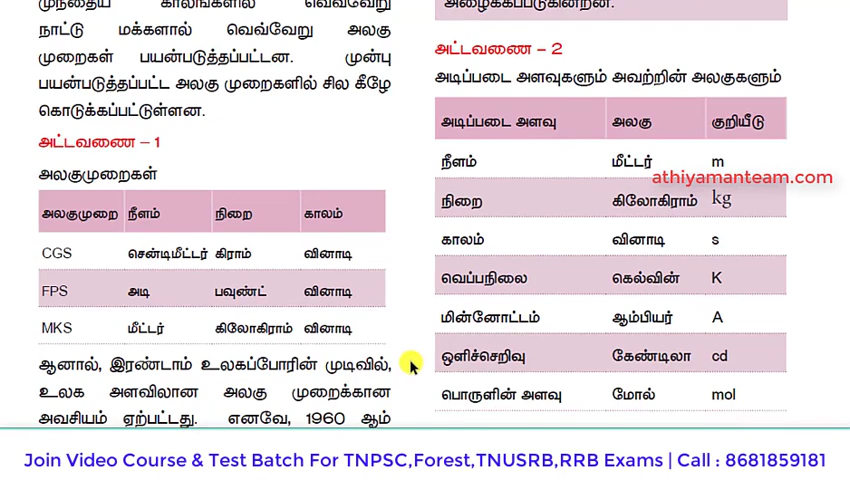 முந்தைய காலங்களில் வெவ்வேறு
நாட்டு மக்களால் வெவ்வேறு அலகு
முறைகள் பயன்படுத்தப்பட்டன. முன்பு
பயன்படுத்தப்பட்ட அலகு முறைகளில் சில கீழே
கொடுக்கப்பட்டுள்ளன.
அட்டவணை – 1
அலகுமுறைகள்
அலகுமுறை நீளம் நிறை காலம்
CGS சென்டிமீட்டர் கிராம் வினாடி
FPS அடி பவுண்ட் வினாடி
MKS மீட்டர் கிலோகிராம் வினாடி
ஆனால், இரண்டாம் உலகப்போரின் முடிவில்,
உலக அளவிலான அலகு முறைக்கான
அவசியம் ஏற்பட்டது. எனவே, 1960 ஆம்
அழைக்கப்படுகின்றன.
அட்டவணை – 2
அடிப்படை அளவுகளும் அவற்றின் அலகுகளும்
அடிப்படை அளவு அலகு குறியீடு
நீளம் மீட்டர் m
athiyamanteam.com
நிறை கிலோகிராம் kg
காலம் வினாடி s
வெப்பநிலை கெல்வின் K
மின்னோட்டம் ஆம்பியர் A
ஒளிச்செறிவு கேண்டிலா cd
பொருளின் அளவு மோல் mol
Join Video Course & Test Batch For TNPSC,Forest,TNUSRB,RRB Exams | Call : 8681859181